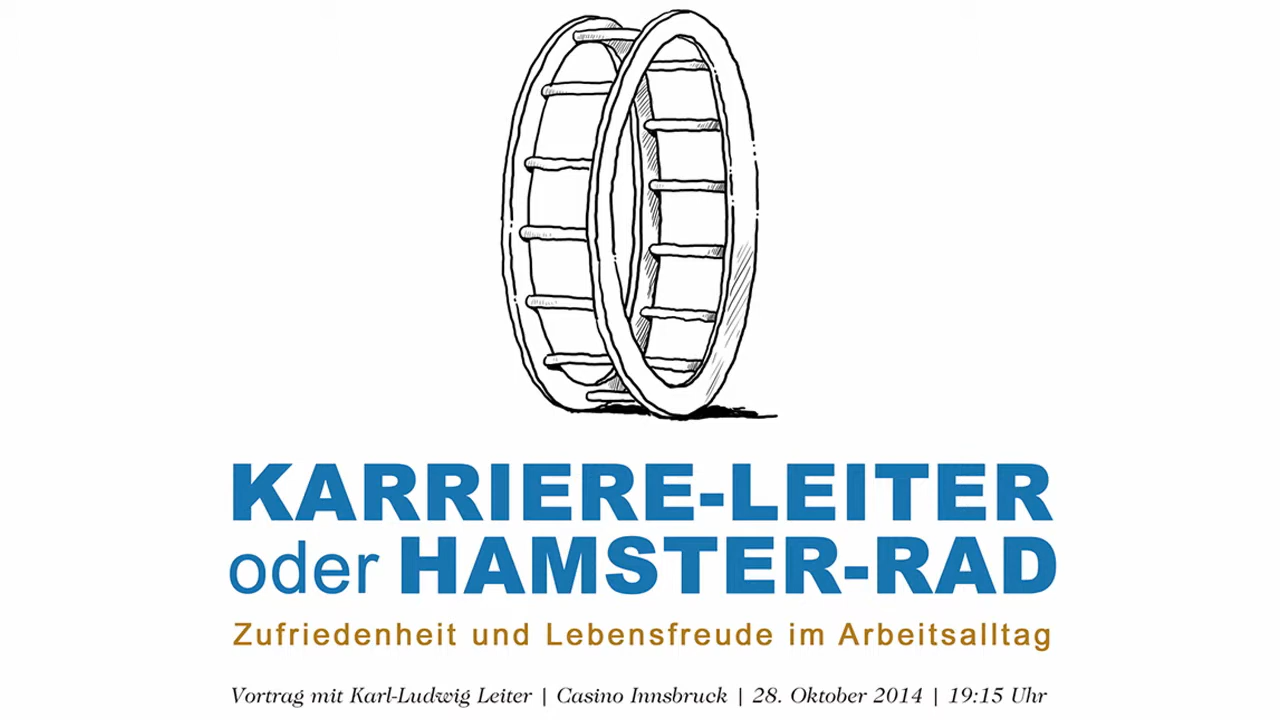 KARRIERE-LEITER
oder HAMSTER-RAD
Zufriedenheit und Lebensfreude im Arbeitsalltag
Vortrag mit Karl-Ludwig Leiter | Casino Innsbruck | 28. Oktober 2014 | 19:15 Uhr